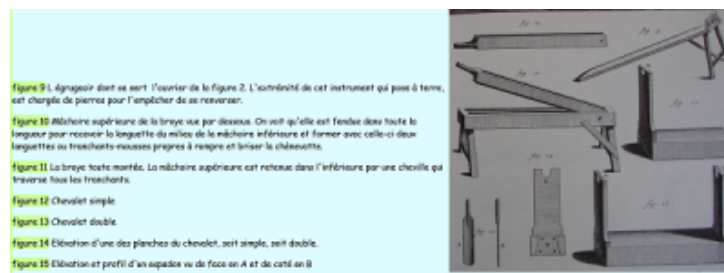 figure 9 L égrugeoir dont se sert l'ouvrier de la figure 2. L'extrémité de cet instrument qui pose à terre,
est chargée de pierres pour l'empêcher de se renverser.
figure 10 Mâchoire supérieure de la broye vue par dessous. On voit qu'elle est fendue dans toute la
longueur pour recevoir la languette du milieu de la mâchoire inférieure et former avec celle-ci deux
languettes ou tranchants-mousses propres à rompre et briser la chènevotte.
figure 11 La broye toute montée. La mâchoire supérieure est retenue dans l'inférieure par une cheville qui
traverse tous les tranchants.
figure 12 Chevalet simple
figure 13 Chevalet double
figure 14 Elévation d'une des planches du chevalet, soit simple, soit double.
figure 15 Elévation et profil d'un espadon vu de face en A et de coté en B